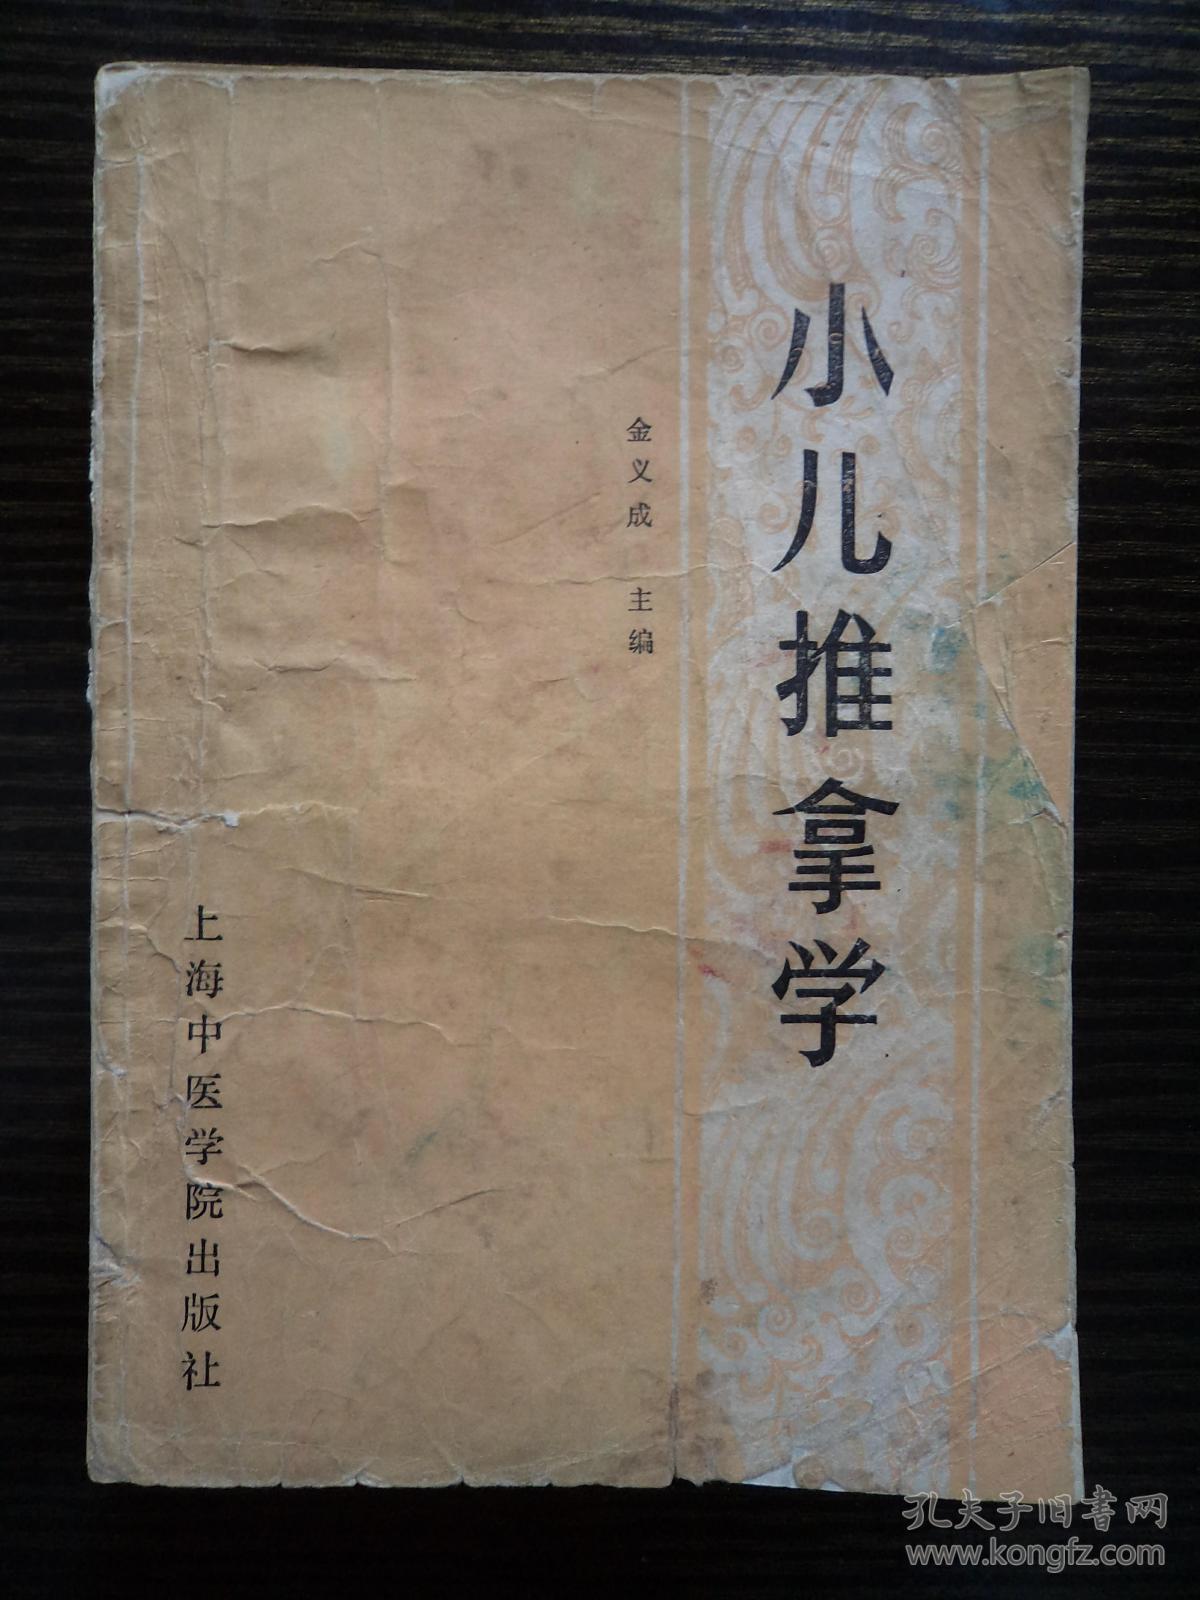 小儿推拿学
金义成 主编
上海中医学院出版社
孔夫子旧書网
www.kongfz.com